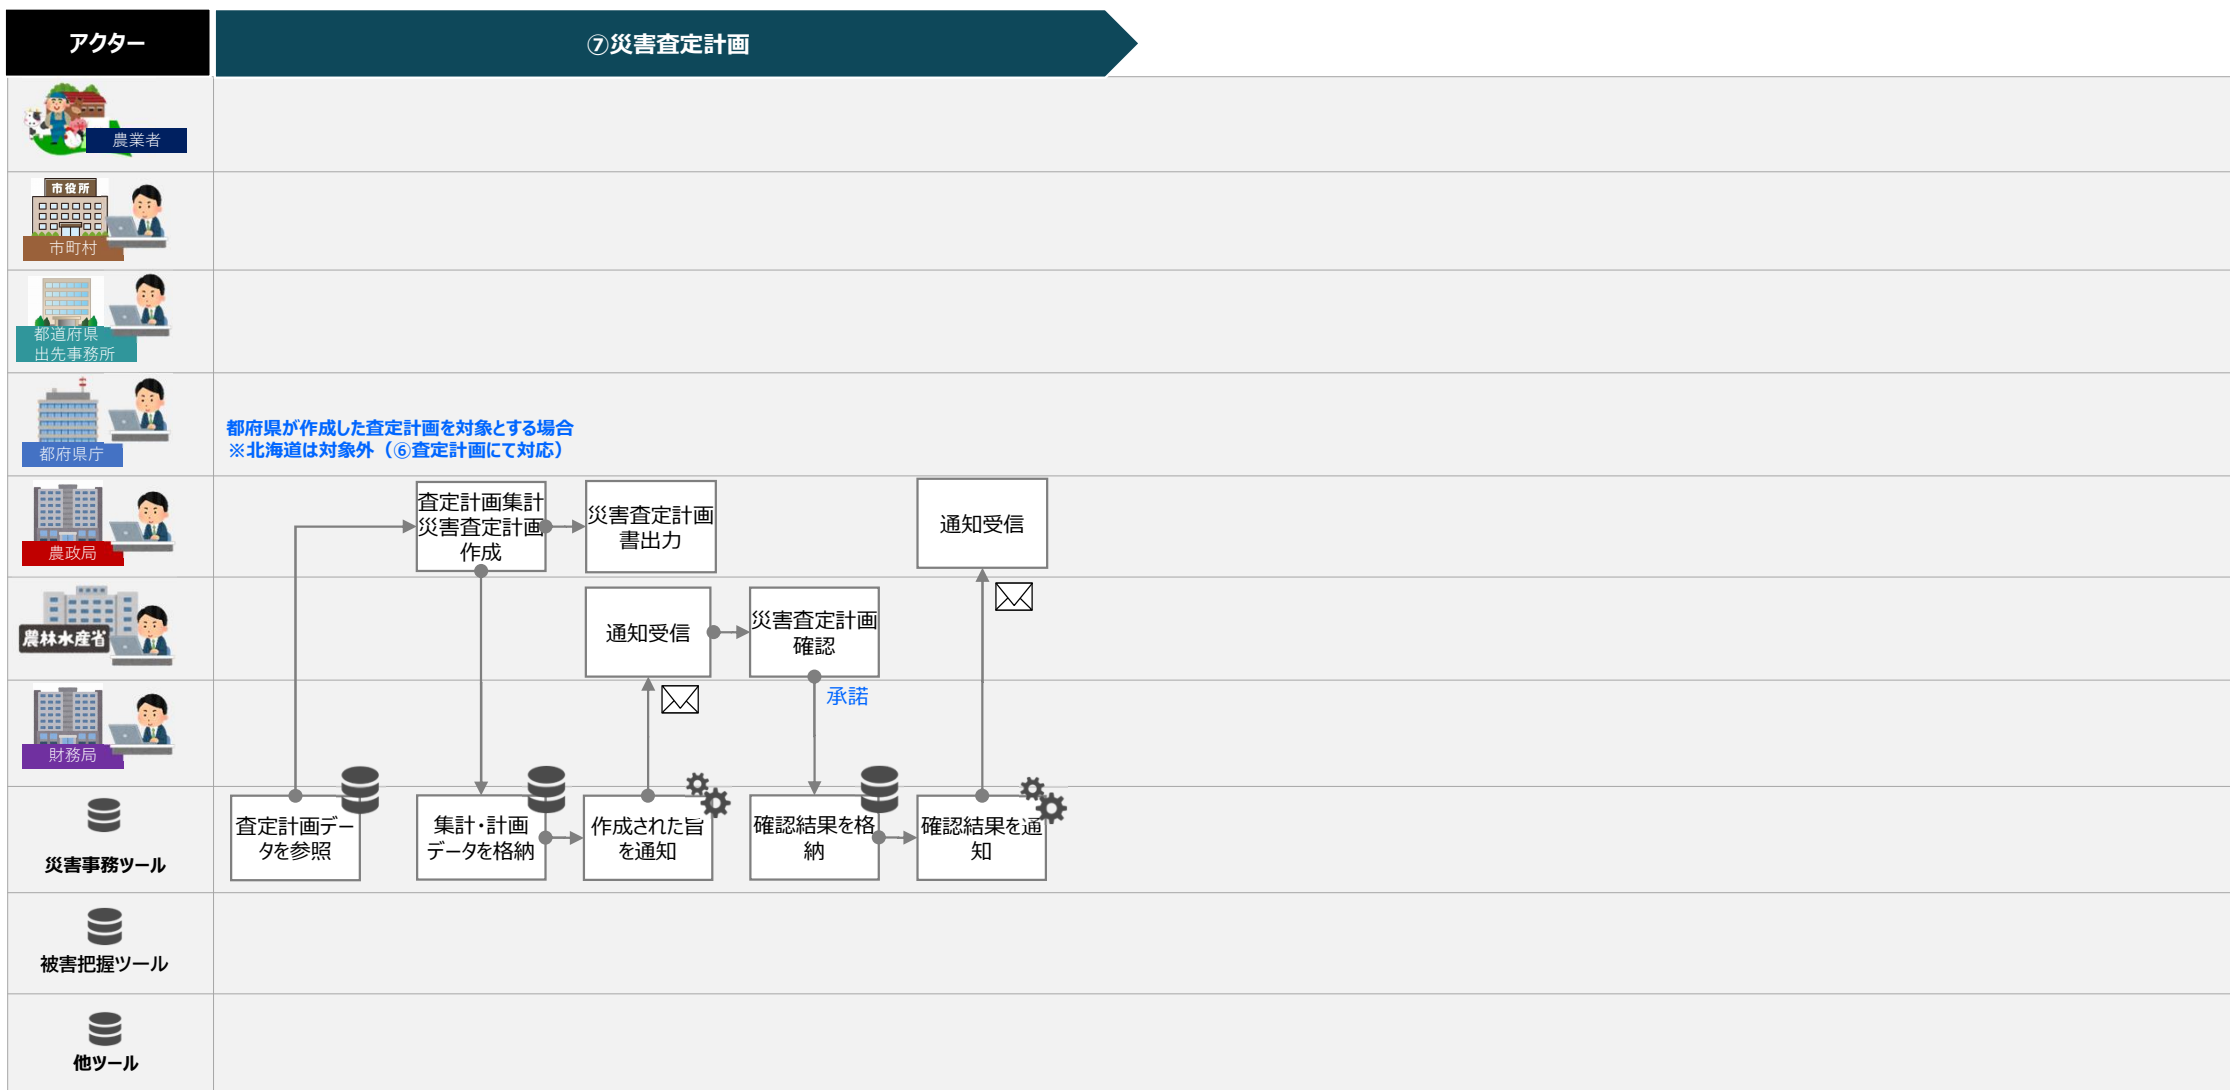 アクター
⑦災害査定計画
農業者
市役所
市町村
都道府県
出先事務所
都府県庁
都府県が作成した査定計画を対象とする場合
※北海道は対象外（⑥査定計画にて対応）
農政局
査定計画集計
災害査定計画
作成
災害査定計画
書出力
通知受信
農林水産省
通知受信
災害査定計画
確認
承諾
財務局
災害事務ツール
査定計画デー
タを参照
集計・計画
データを格納
作成された旨
を通知
確認結果を格
納
確認結果を通
知
被害把握ツール
他ツール